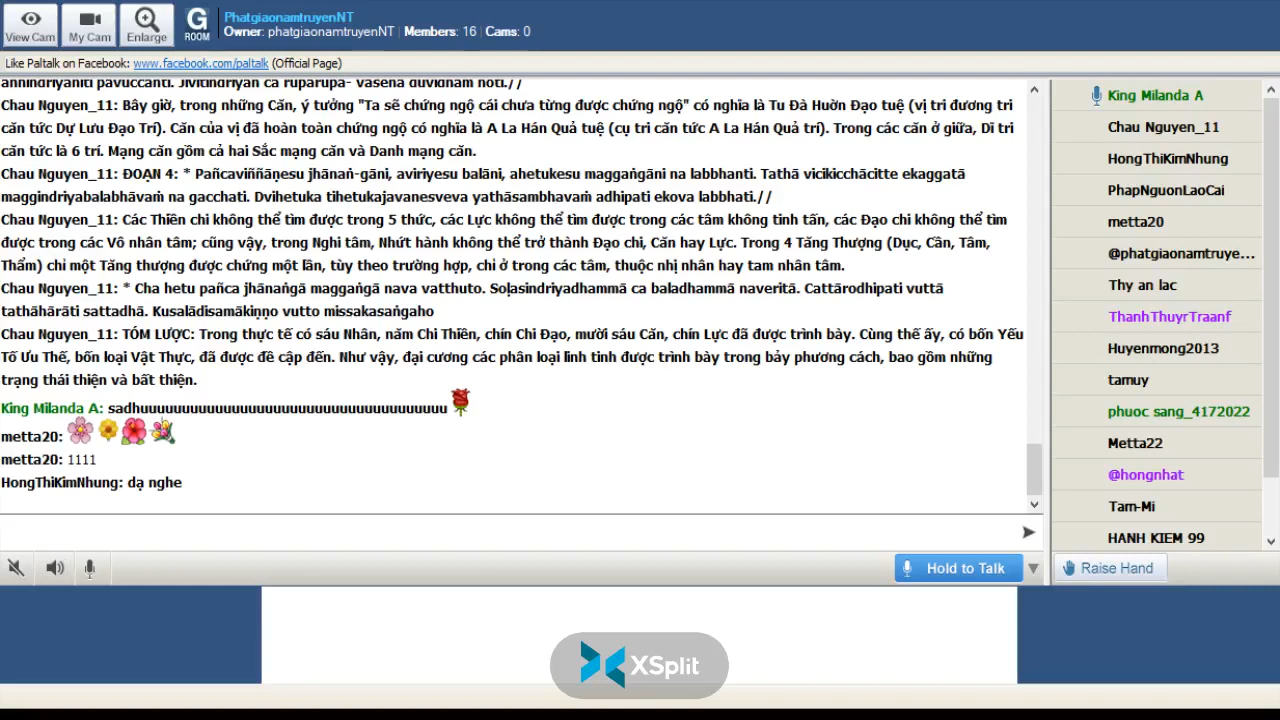 View Cam
My Cam
Enlarge
G
ROOM
PhatgiaonamtruyenNT
Owner: phatgiaonamtruyenNT Members: 16 Cams: 0
Like Paltalk on Facebook: www.facebook.com/paltalk (Official Page)
annindriyaniti pavuccanti. Jivitindriyan ca ruparupa- vasena duvidham hoti.//
Chau Nguyen_11: Bây giờ, trong những Căn, ý tưởng "Ta sẽ chứng ngộ cái chưa từng được chứng ngộ" có nghĩa là Tu Đà Huờn Đạo tuệ (vị tri đương tri
căn tức Dự Lưu Đạo Trí). Căn của vị đã hoàn toàn chứng ngộ có nghĩa là A La Hán Quả tuệ (cụ tri căn tức A La Hán Quả trí). Trong các căn ở giữa, Dĩ tri
căn tức là 6 trí. Mạng căn gồm cả hai Sắc mạng căn và Danh mạng căn.
Chau Nguyen_11: ĐOẠN 4: * Pañcaviññāṇesu jhānaṅ-gāni, aviriyesu balāni, ahetukesu maggaṅgāni na labbhanti. Tathā vicikicchācitte ekaggatā
maggindriyabalabhāvaṁ na gacchati. Dvihetuka tihetukajavanesveva yathāsambhavaṁ adhipati ekova labbhati.//
Chau Nguyen_11: Các Thiền chi không thể tìm được trong 5 thức, các Lực không thể tìm được trong các tâm không tinh tấn, các Đạo chi không thể tìm
được trong các Vô nhân tâm; cũng vậy, trong Nghi tâm, Nhứt hành không thể trở thành Đạo chi, Căn hay Lực. Trong 4 Tăng Thượng (Dục, Cần, Tâm,
Thẩm) chỉ một Tăng thượng được chứng một lần, tùy theo trường hợp, chỉ ở trong các tâm, thuộc nhị nhân hay tam nhân tâm.
Chau Nguyen_11: * Cha hetu pañca jhānaṅgā maggaṅgā nava vatthuto. Soḷasindriyadhammā ca baladhammā naveritā. Cattārodhipati vuttā
tathāhārāti sattadhā. Kusalādisamākiṇṇo vutto missakasaṅgaho
Chau Nguyen_11: TÓM LƯỢC: Trong thực tế có sáu Nhân, năm Chi Thiền, chín Chi Đạo, mười sáu Căn, chín Lực đã được trình bày. Cùng thế ấy, có bốn Yếu
Tố Ưu Thế, bốn loại Vật Thực, đã được đề cập đến. Như vậy, đại cương các phân loại linh tinh được trình bày trong bảy phương cách, bao gồm những
trạng thái thiện và bất thiện.
King Milanda A: sadhuuuuuuuuuuuuuuuuuuuuuuuuuuuuuuuuuuuuu
metta20:
metta20: 1111
HongThiKimNhung: dạ nghe
Hold to Talk
King Milanda A
Chau Nguyen_11
HongThiKimNhung
PhapNguonLaoCai
metta20
@phatgiaonamtruye...
Thy an lac
ThanhThuyrTraanf
Huyenmong2013
tamuy
phuoc sang_4172022
Metta22
@hongnhat
Tam-Mi
HANH KIEM 99
Raise Hand
XSplit